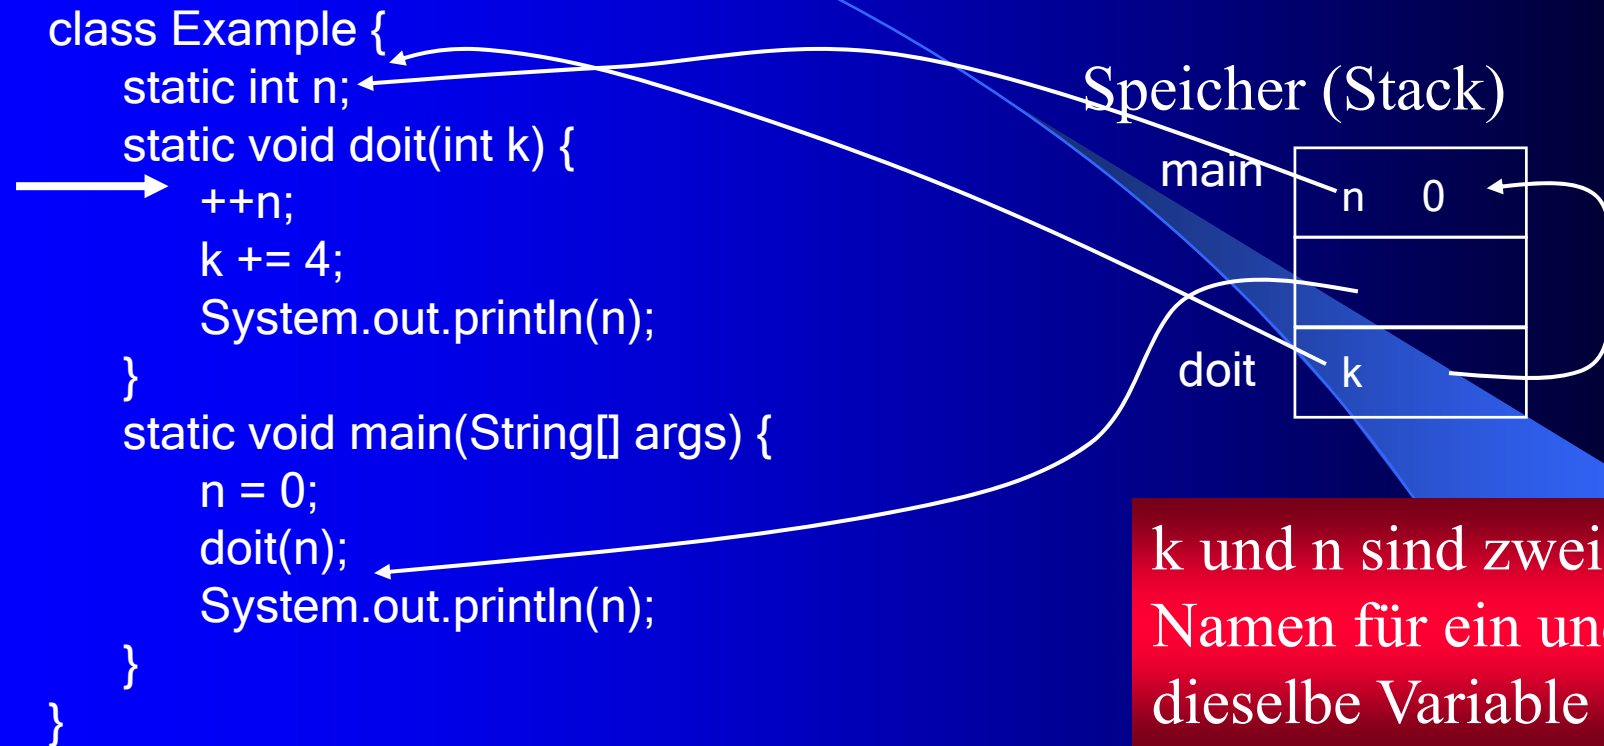 class Example {
static int n;
static void doit(int k) {
++n;
k += 4;
System.out.println(n);
}
static void main(String[] args) {
n = 0;
doit(n);
System.out.println(n);
}
}
Speicher (Stack)
main
n 0
doit
k
k und n sind zwei
Namen für ein
dieselbe Variable